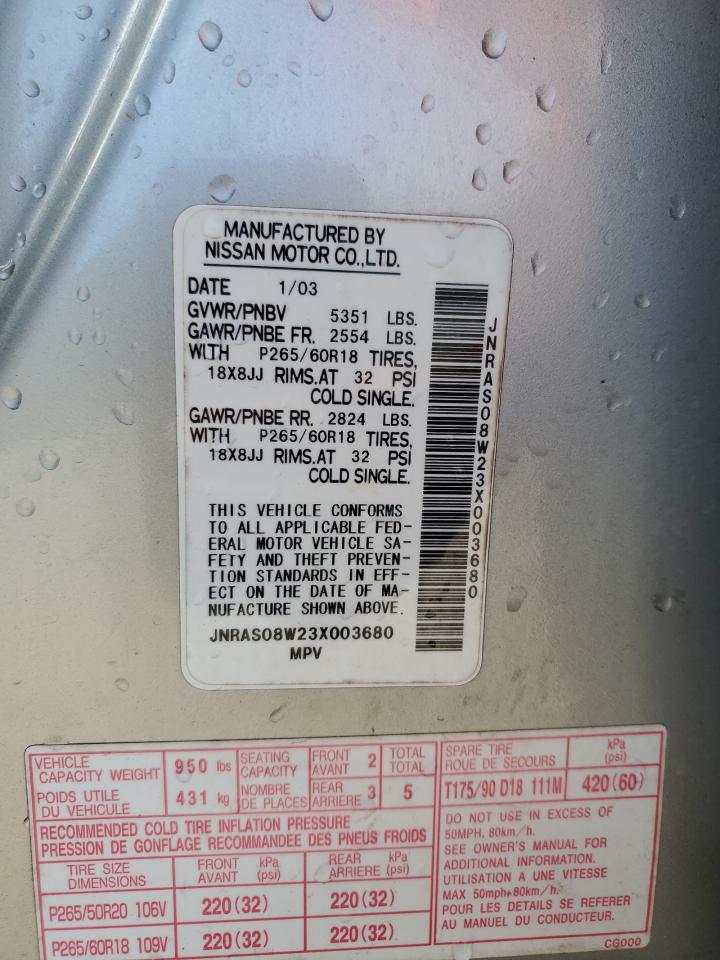 MANUFACTURED BY
NISSAN MOTOR CO.,LTD.
DATE 1/03
GVWR/PNBV 5351 LBS.
GAWR/PNBE FR. 2554 LBS.
WITH P265/60R18 TIRES,
18X8JJ RIMS.AT 32 PSI
COLD SINGLE.
GAWR/PNBE RR. 2824 LBS.
WITH P265/60R18 TIRES,
18X8JJ RIMS.AT 32 PSI
COLD SINGLE.
THIS VEHICLE CONFORMS
TO ALL APPLICABLE FED-
ERAL MOTOR VEHICLE SA-
FETY AND THEFT PREVEN-
TION STANDARDS IN EFF-
ECT ON THE DATE OF MA-
NUFACTURE SHOWN ABOVE.
JNRAS08W23X003680
MPV
JNRAS08W23X003680
VEHICLE
CAPACITY WEIGHT 950 lbs
POIDS UTILE
DU VEHICULE 431 kg
SEATING
CAPACITY
NOMBRE
DE PLACES
FRONT
AVANT 2
REAR
ARRIERE 3
TOTAL
TOTAL
5
RECOMMENDED COLD TIRE INFLATION PRESSURE
PRESSION DE GONFLAGE RECOMMANDEE DES PNEUS FROIDS
TIRE SIZE
DIMENSIONS
FRONT kPa
AVANT (psi)
REAR kPa
ARRIERE (psi)
P265/50R20 106V 220(32) 220(32)
P265/60R18 109V 220(32) 220(32)
SPARE TIRE
ROUE DE SECOURS
kPa
(psi)
T175/90 D18 111M 420(60)
DO NOT USE IN EXCESS OF
50MPH, 80km/h.
SEE OWNER'S MANUAL FOR
ADDITIONAL INFORMATION.
UTILISATION A UNE VITESSE
MAX 50mph,80km/h.
POUR LES DETAILS SE REFERER
AU MANUEL DU CONDUCTEUR.
CG000